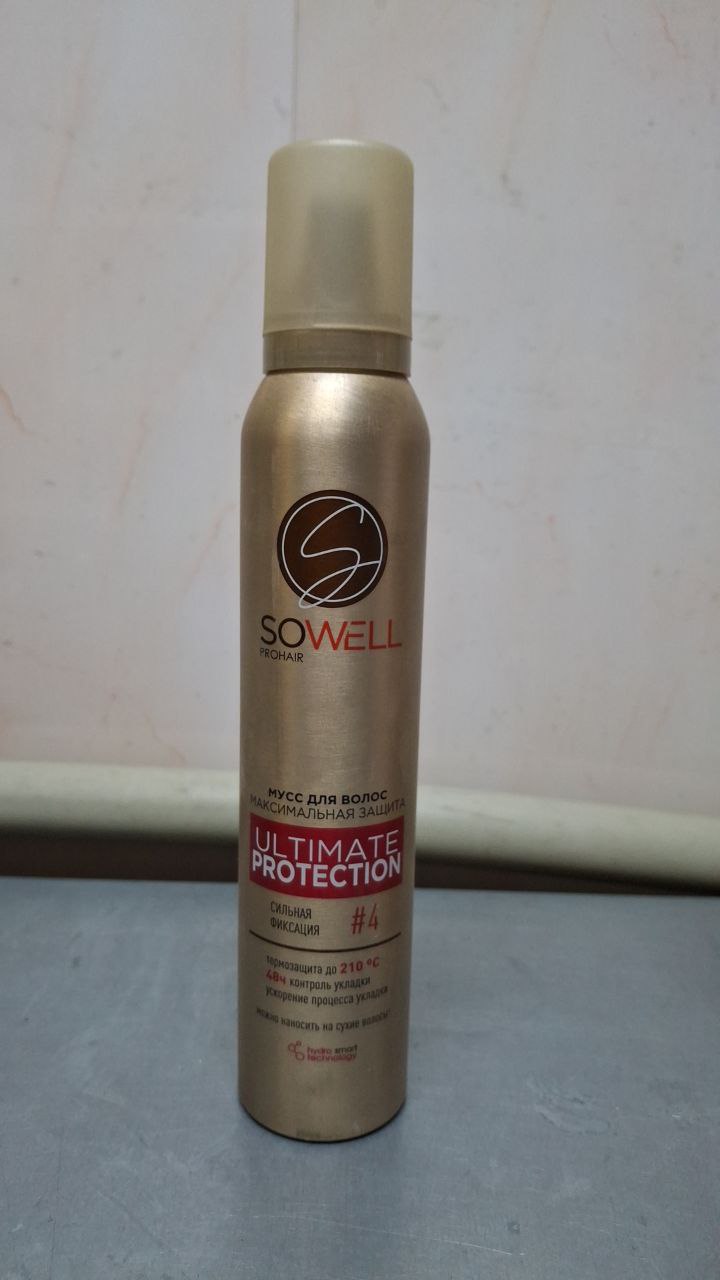 SOWELL
PROHAIR
МУСС ДЛЯ ВОЛОС
МАКСИМАЛЬНАЯ ЗАЩИТА
ULTIMATE
PROTECTION
СИЛЬНАЯ
ФИКСАЦИЯ #4
термозащита до 210 °C
48ч контроль укладки
ускорение процесса укладки
можно наносить на сухие волосы
hydro smart
technology